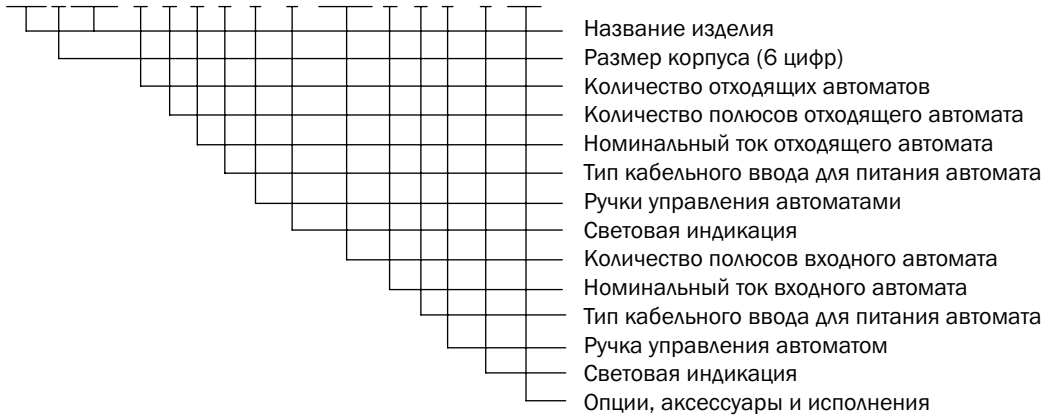 Название изделия
Размер корпуса (6 цифр)
Количество отходящих автоматов
Количество полюсов отходящего автомата
Номинальный ток отходящего автомата
Тип кабельного ввода для питания автомата
Ручки управления автоматами
Световая индикация
Количество полюсов входного автомата
Номинальный ток входного автомата
Тип кабельного ввода для питания автомата
Ручка управления автоматом
Световая индикация
Опции, аксессуары и исполнения